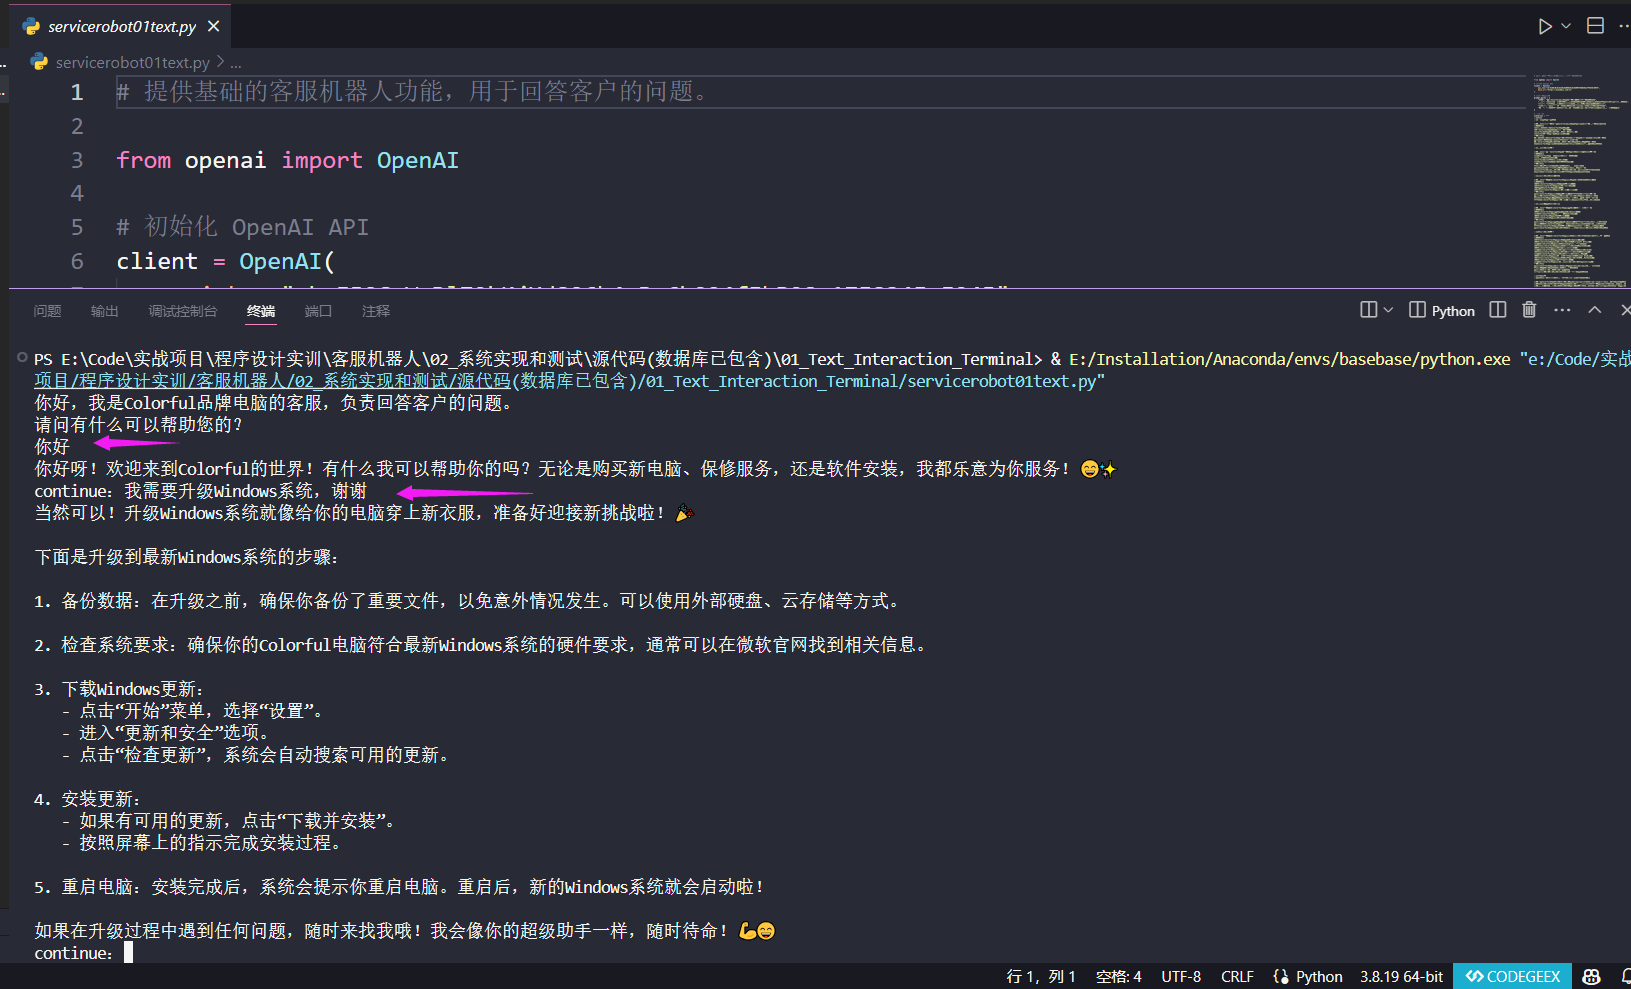 servicerobot01text.py
servicerobot01text.py > ...
1 # 提供基础的客服机器人功能，用于回答客户的问题。
2
3 from openai import OpenAI
4
5 # 初始化 OpenAI API
6 client = OpenAI(
问题 输出 调试控制台 终端 端口 注释 Python
PS E:\Code\实战项目\程序设计实训\客服机器人\02_系统实现和测试\源代码(数据库已包含)\01_Text_Interaction_Terminal> & E:/Installation/Anaconda/envs/basebase/python.exe "e:/Code/实战
项目/程序设计实训/客服机器人/02_系统实现和测试/源代码(数据库已包含)/01_Text_Interaction_Terminal/servicerobot01text.py"
你好，我是Colorful品牌电脑的客服，负责回答客户的问题。
请问有什么可以帮助您的？
你好
你好呀！欢迎来到Colorful的世界！有什么我可以帮助你的吗？无论是购买新电脑、保修服务，还是软件安装，我都乐意为你服务！😄✨
continue：我需要升级Windows系统，谢谢
当然可以！升级Windows系统就像给你的电脑穿上新衣服，准备好迎接新挑战啦！🎉
下面是升级到最新Windows系统的步骤：
1. 备份数据：在升级之前，确保你备份了重要文件，以免意外情况发生。可以使用外部硬盘、云存储等方式。
2. 检查系统要求：确保你的Colorful电脑符合最新Windows系统的硬件要求，通常可以在微软官网找到相关信息。
3. 下载Windows更新：
- 点击“开始”菜单，选择“设置”。
- 进入“更新和安全”选项。
- 点击“检查更新”，系统会自动搜索可用的更新。
4. 安装更新：
- 如果有可用的更新，点击“下载并安装”。
- 按照屏幕上的指示完成安装过程。
5. 重启电脑：安装完成后，系统会提示你重启电脑。重启后，新的Windows系统就会启动啦！
如果在升级过程中遇到任何问题，随时来找我哦！我会像你的超级助手一样，随时待命！💪😄
continue：
行 1，列 1 空格: 4 UTF-8 CRLF Python 3.8.19 64-bit CODEGEEX